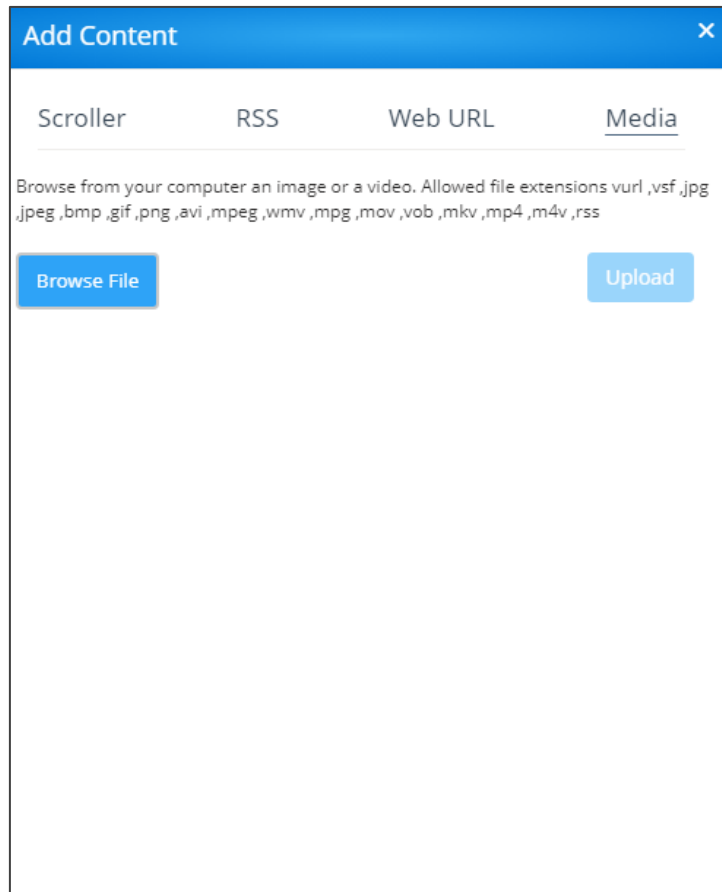 Add Content
Scroller RSS Web URL Media
Browse from your computer an image or a video. Allowed file extensions vurl ,vsf ,jpg
,jpeg ,bmp ,gif ,png ,avi ,mpeg ,wmv ,mpg ,mov ,vob ,mkv ,mp4 ,m4v ,rss
Browse File Upload